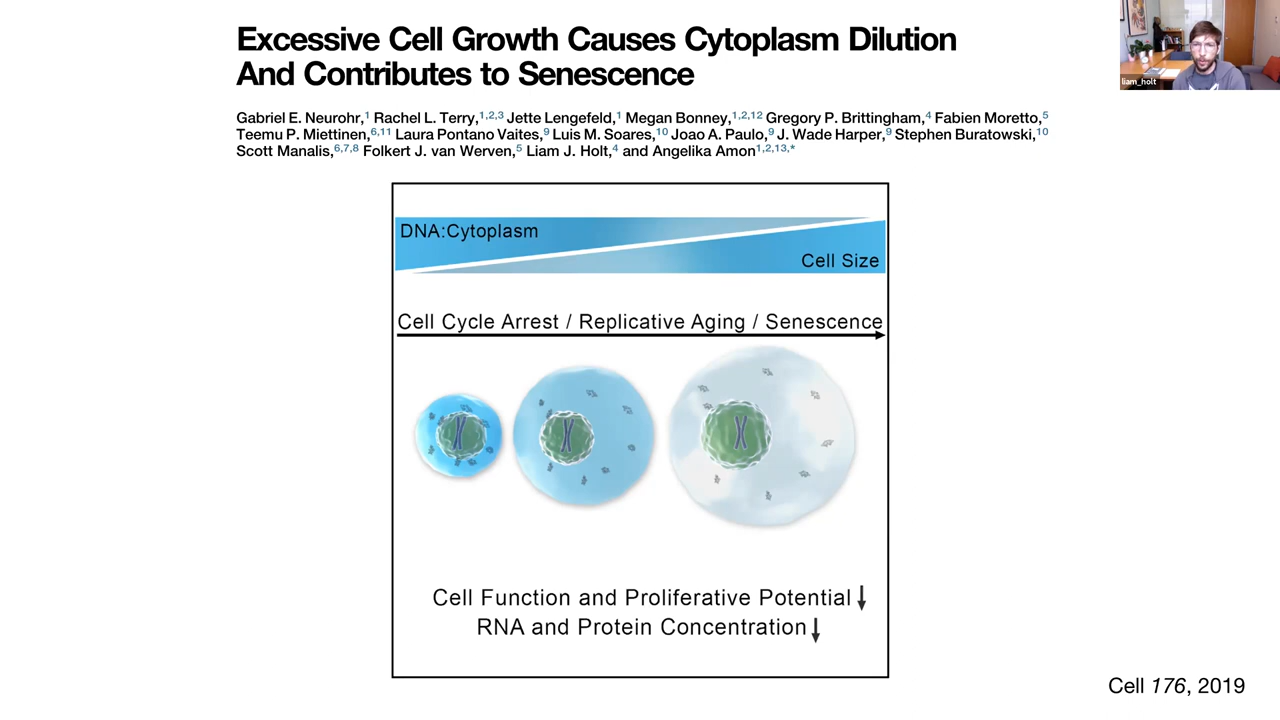 Excessive Cell Growth Causes Cytoplasm Dilution
And Contributes to Senescence
liam_holt
Gabriel E. Neurohr,1 Rachel L. Terry,1,2,3 Jette Lengefeld,1 Megan Bonney,1,2,12 Gregory P. Brittingham,4 Fabien Moretto,5
Teemu P. Miettinen,6,11 Laura Pontano Vaites,9 Luis M. Soares,10 Joao A. Paulo,9 J. Wade Harper,9 Stephen Buratowski,10
Scott Manalis,6,7,8 Folkert J. van Werven,5 Liam J. Holt,4 and Angelika Amon1,2,13,*
DNA:Cytoplasm
Cell Size
Cell Cycle Arrest / Replicative Aging / Senescence
Cell Function and Proliferative Potential
RNA and Protein Concentration
Cell 176, 2019